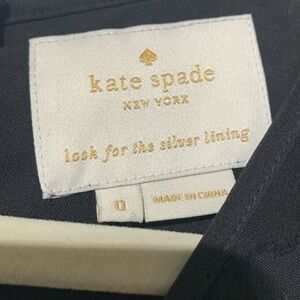 kate spade
NEW YORK
look for the silver lining
0
MADE IN CHINA